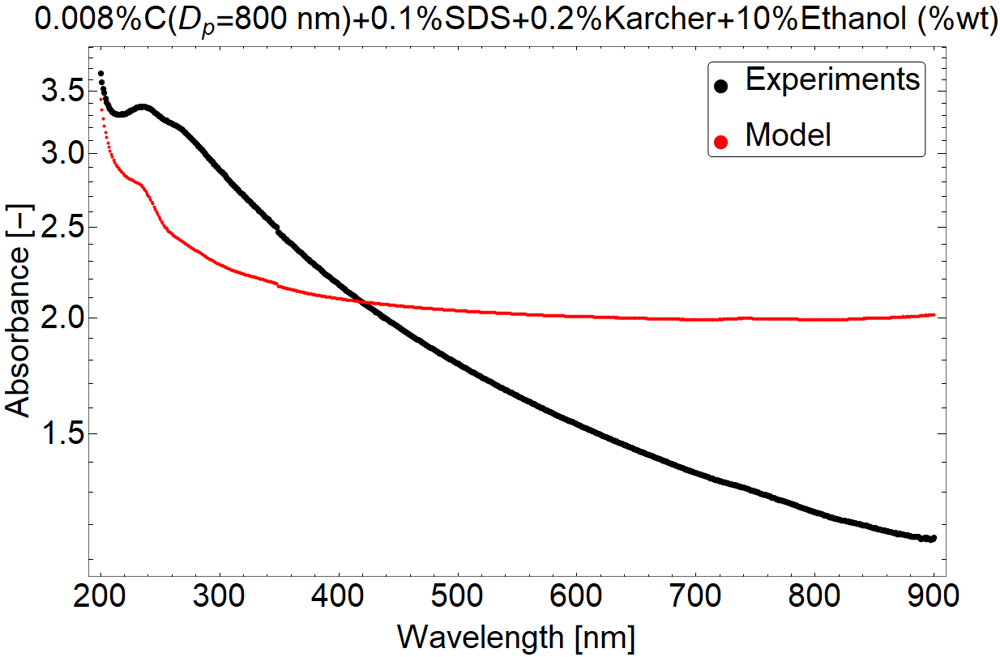 0.008%C(Dp=800 nm)+0.1%SDS+0.2%Karcher+10%Ethanol (%wt)
Experiments
Model
3.5
3.0
2.5
2.0
1.5
Absorbance [−]
200 300 400 500 600 700 800 900
Wavelength [nm]